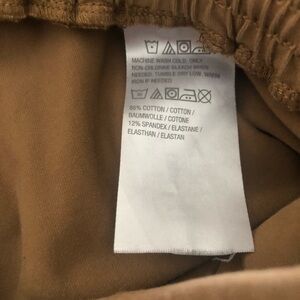 MACHINE WASH COLD. ONLY
NON-CHLORINE BLEACH WHEN
NEEDED. TUMBLE DRY LOW. WARM
IRON IF NEEDED
88% COTTON / COTTON /
BAUMWOLLE / COTONE
12% SPANDEX / ELASTANE /
ELASTHAN / ELASTAN